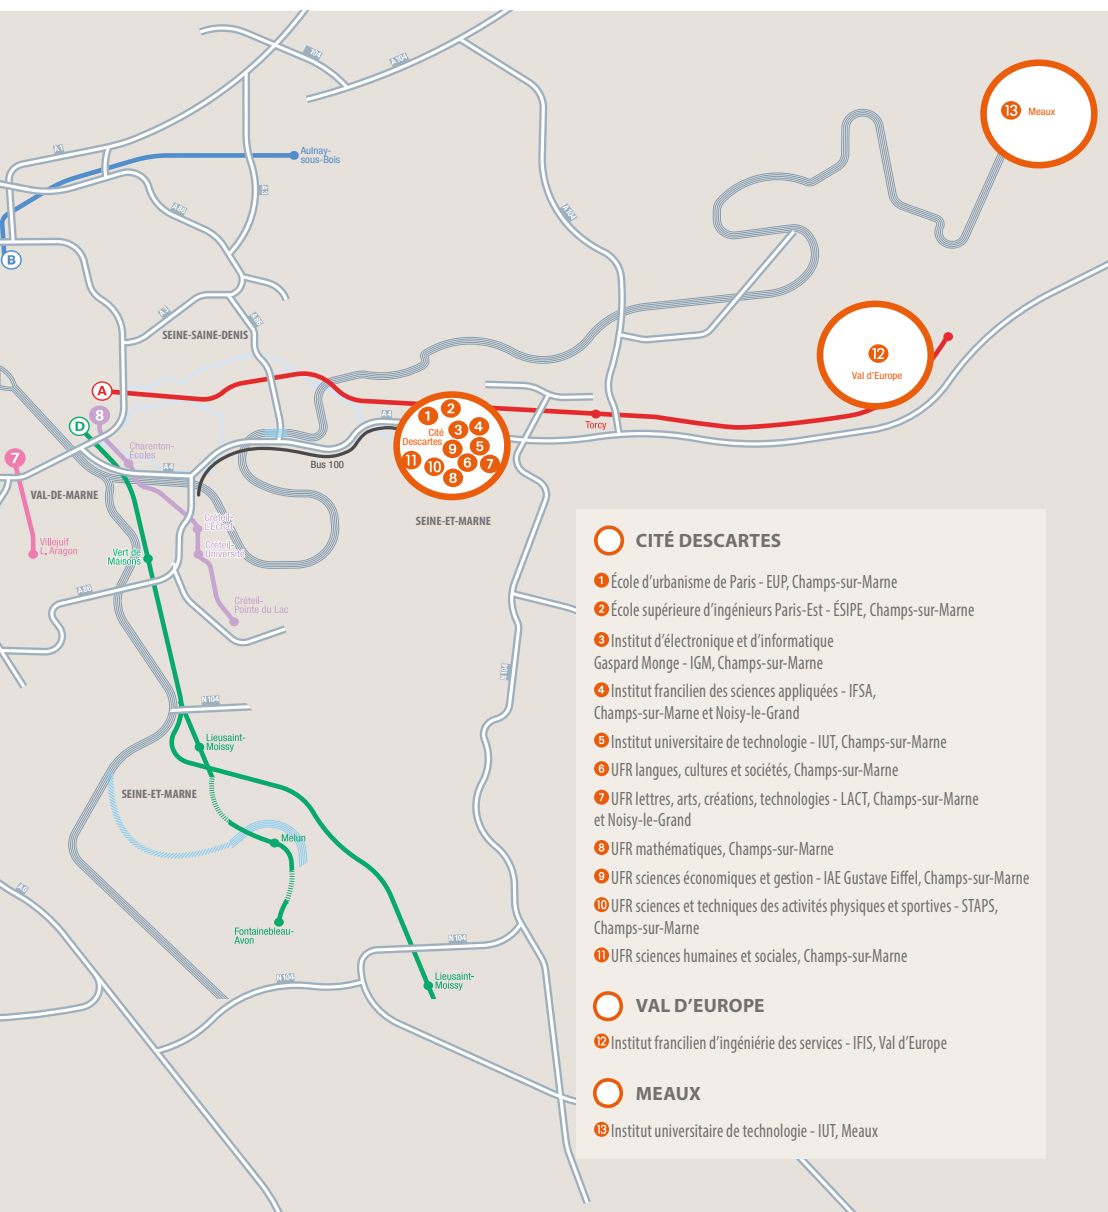 104
A104
13 Meaux
A1
Aulnay-
sous-Bois
A3
A86
A104
B
A3
A86
SEINE-SAINE-DENIS
12
Val d'Europe
A
8
D
A4
1
2
3
4
Cité
Descartes
5
9
11
10
6
7
8
Torcy
Charenton-
Écoles
7
A4
Bus 100
VAL-DE-MARNE
Créteil-
L'Échat
SEINE-ET-MARNE
Villejuif
L. Aragon
Vert de
Maisons
Créteil-
Université
A86
Créteil-
Pointe du Lac
N104
N104
Lieusaint-
Moissy
SEINE-ET-MARNE
Melun
A6
Fontainebleau-
Avon
N104
N104
Lieusaint-
Moissy
CITÉ DESCARTES
1 École d'urbanisme de Paris - EUP, Champs-sur-Marne
2 École supérieure d'ingénieurs Paris-Est - ÉSIPE, Champs-sur-Marne
3 Institut d'électronique et d'informatique
Gaspard Monge - IGM, Champs-sur-Marne
4 Institut francilien des sciences appliquées - IFSA,
Champs-sur-Marne et Noisy-le-Grand
5 Institut universitaire de technologie - IUT, Champs-sur-Marne
6 UFR langues, cultures et sociétés, Champs-sur-Marne
7 UFR lettres, arts, créations, technologies - LACT, Champs-sur-Marne
et Noisy-le-Grand
8 UFR mathématiques, Champs-sur-Marne
9 UFR sciences économiques et gestion - IAE Gustave Eiffel, Champs-sur-Marne
10 UFR sciences et techniques des activités physiques et sportives - STAPS,
Champs-sur-Marne
11 UFR sciences humaines et sociales, Champs-sur-Marne
VAL D'EUROPE
12 Institut francilien d'ingéniérie des services - IFIS, Val d'Europe
MEAUX
13 Institut universitaire de technologie - IUT, Meaux